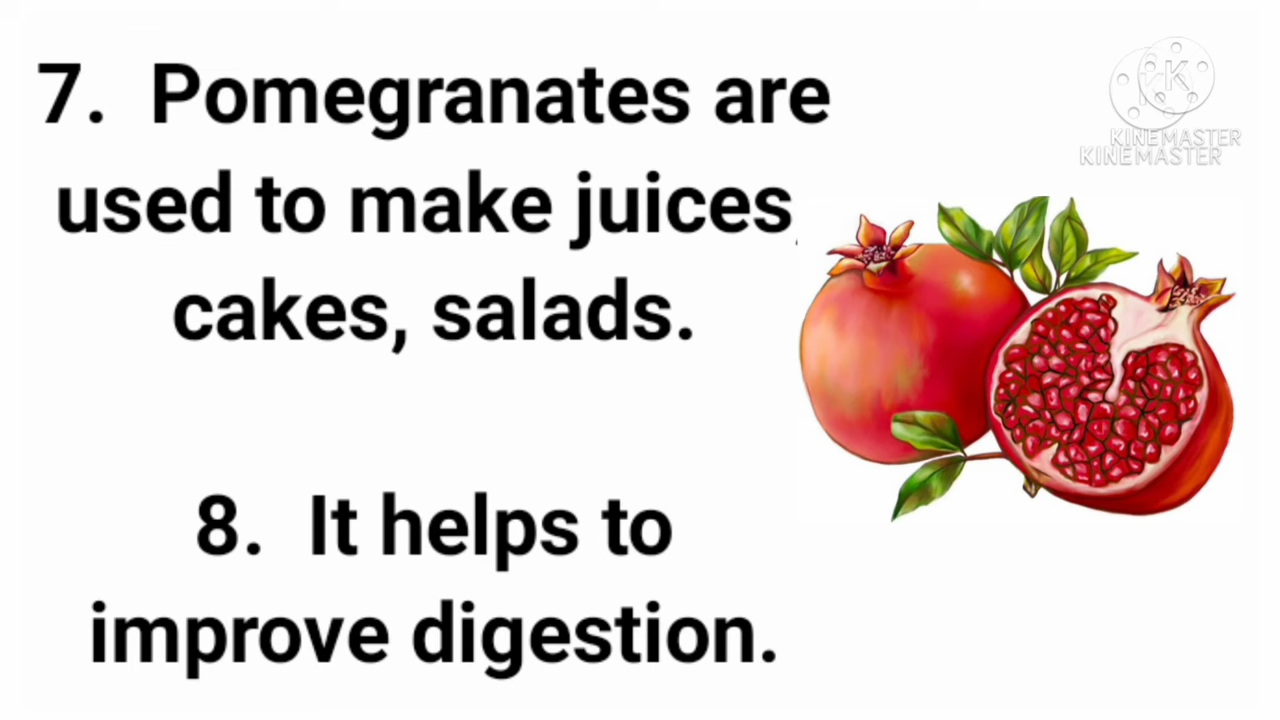 7. Pomegranates are
used to make juices,
cakes, salads.
8. It helps to
improve digestion.
KINEMASTER
KINEMASTER